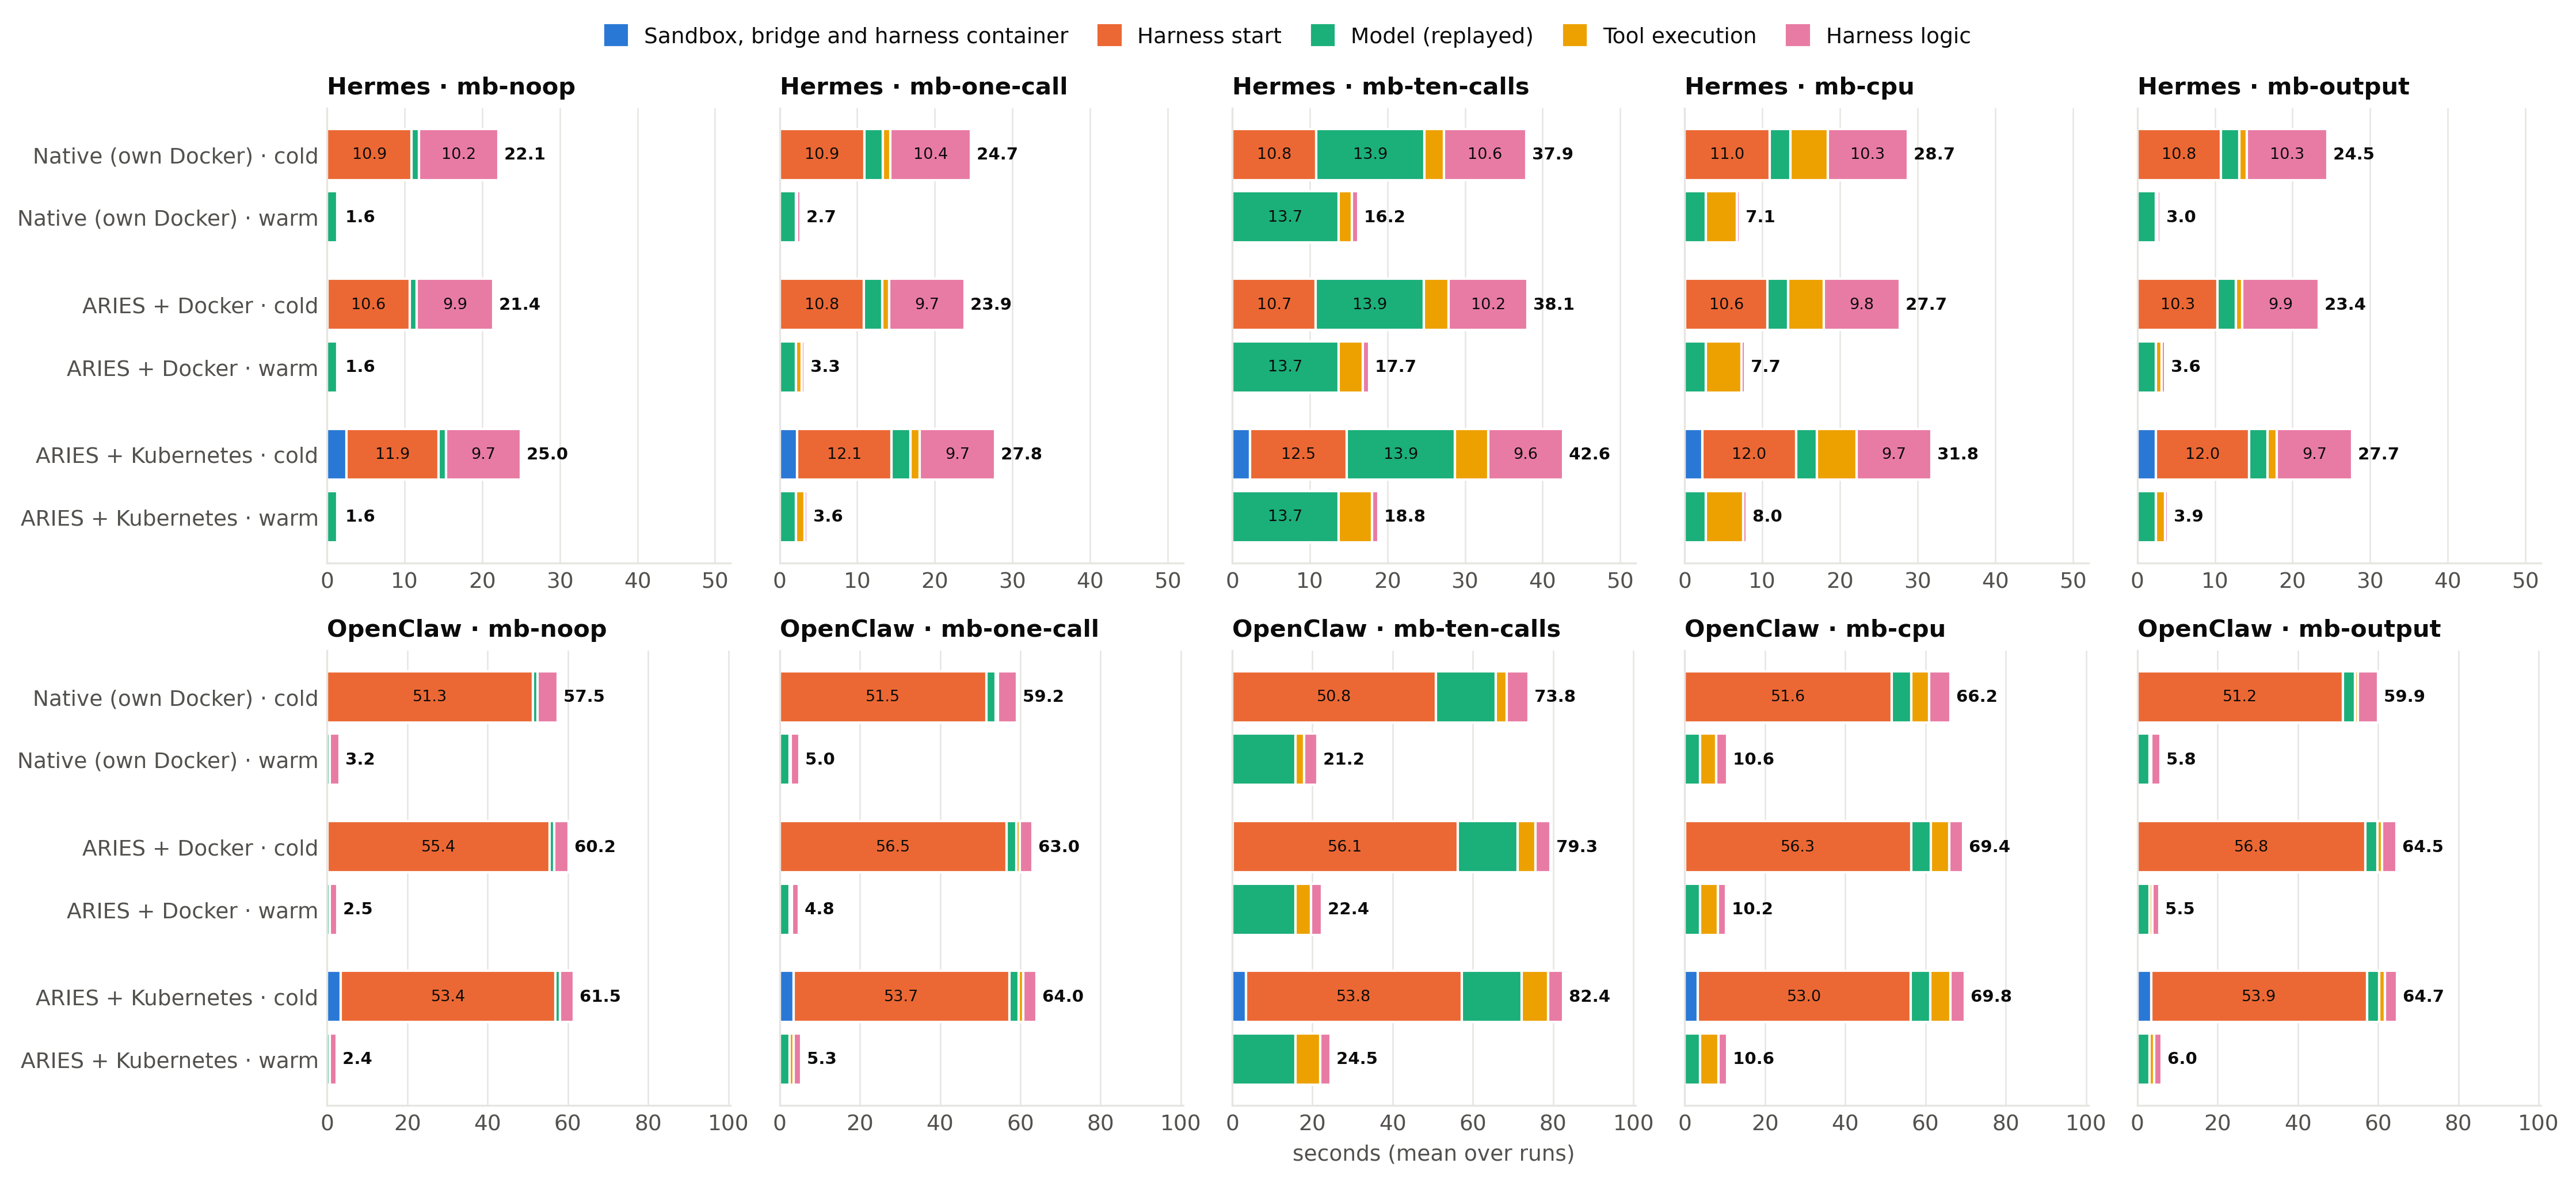 Sandbox, bridge and harness container  Harness start  Model (replayed)  Tool execution  Harness logic
Hermes · mb-noop  Hermes · mb-one-call  Hermes · mb-ten-calls  Hermes · mb-cpu  Hermes · mb-output
Native (own Docker) · cold  10.9  10.2  22.1  10.9  10.4  24.7  10.8  13.9  10.6  37.9  11.0  10.3  28.7  10.8  10.3  24.5
Native (own Docker) · warm  1.6  2.7  13.7  16.2  7.1  3.0
ARIES + Docker · cold  10.6  9.9  21.4  10.8  9.7  23.9  10.7  13.9  10.2  38.1  10.6  9.8  27.7  10.3  9.9  23.4
ARIES + Docker · warm  1.6  3.3  13.7  17.7  7.7  3.6
ARIES + Kubernetes · cold  11.9  9.7  25.0  12.1  9.7  27.8  12.5  13.9  9.6  42.6  12.0  9.7  31.8  12.0  9.7  27.7
ARIES + Kubernetes · warm  1.6  3.6  13.7  18.8  8.0  3.9
0  10  20  30  40  50  0  10  20  30  40  50  0  10  20  30  40  50  0  10  20  30  40  50  0  10  20  30  40  50
OpenClaw · mb-noop  OpenClaw · mb-one-call  OpenClaw · mb-ten-calls  OpenClaw · mb-cpu  OpenClaw · mb-output
Native (own Docker) · cold  51.3  57.5  51.5  59.2  50.8  73.8  51.6  66.2  51.2  59.9
Native (own Docker) · warm  3.2  5.0  21.2  10.6  5.8
ARIES + Docker · cold  55.4  60.2  56.5  63.0  56.1  79.3  56.3  69.4  56.8  64.5
ARIES + Docker · warm  2.5  4.8  22.4  10.2  5.5
ARIES + Kubernetes · cold  53.4  61.5  53.7  64.0  53.8  82.4  53.0  69.8  53.9  64.7
ARIES + Kubernetes · warm  2.4  5.3  24.5  10.6  6.0
0  20  40  60  80  100  0  20  40  60  80  100  0  20  40  60  80  100  0  20  40  60  80  100  0  20  40  60  80  100
seconds (mean over runs)